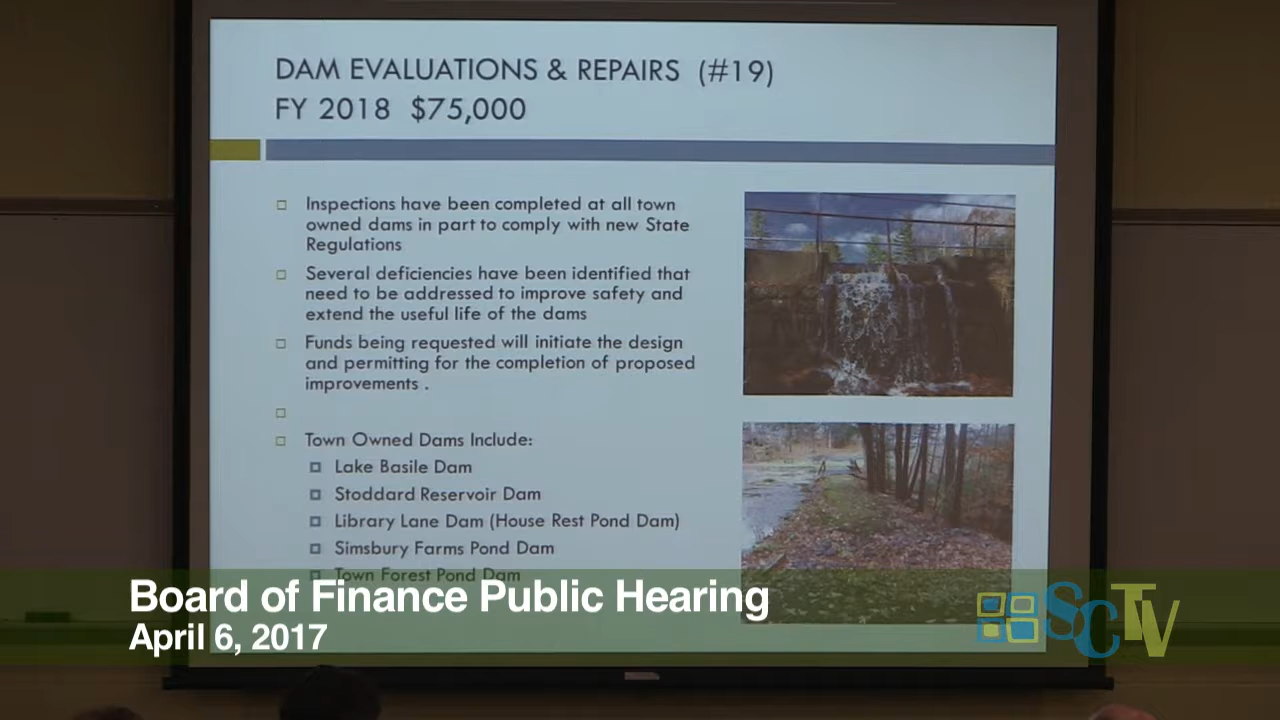 DAM EVALUATIONS & REPAIRS (#19)
FY 2018 $75,000
Inspections have been completed at all town
owned dams in part to comply with new State
Regulations
Several deficiencies have been identified that
need to be addressed to improve safety and
extend the useful life of the dams
Funds being requested will initiate the design
and permitting for the completion of proposed
improvements .
Town Owned Dams Include:
Lake Basile Dam
Stoddard Reservoir Dam
Library Lane Dam (House Rest Pond Dam)
Simsbury Farms Pond Dam
Town Forest Pond Dam
Board of Finance Public Hearing
April 6, 2017
SCTV